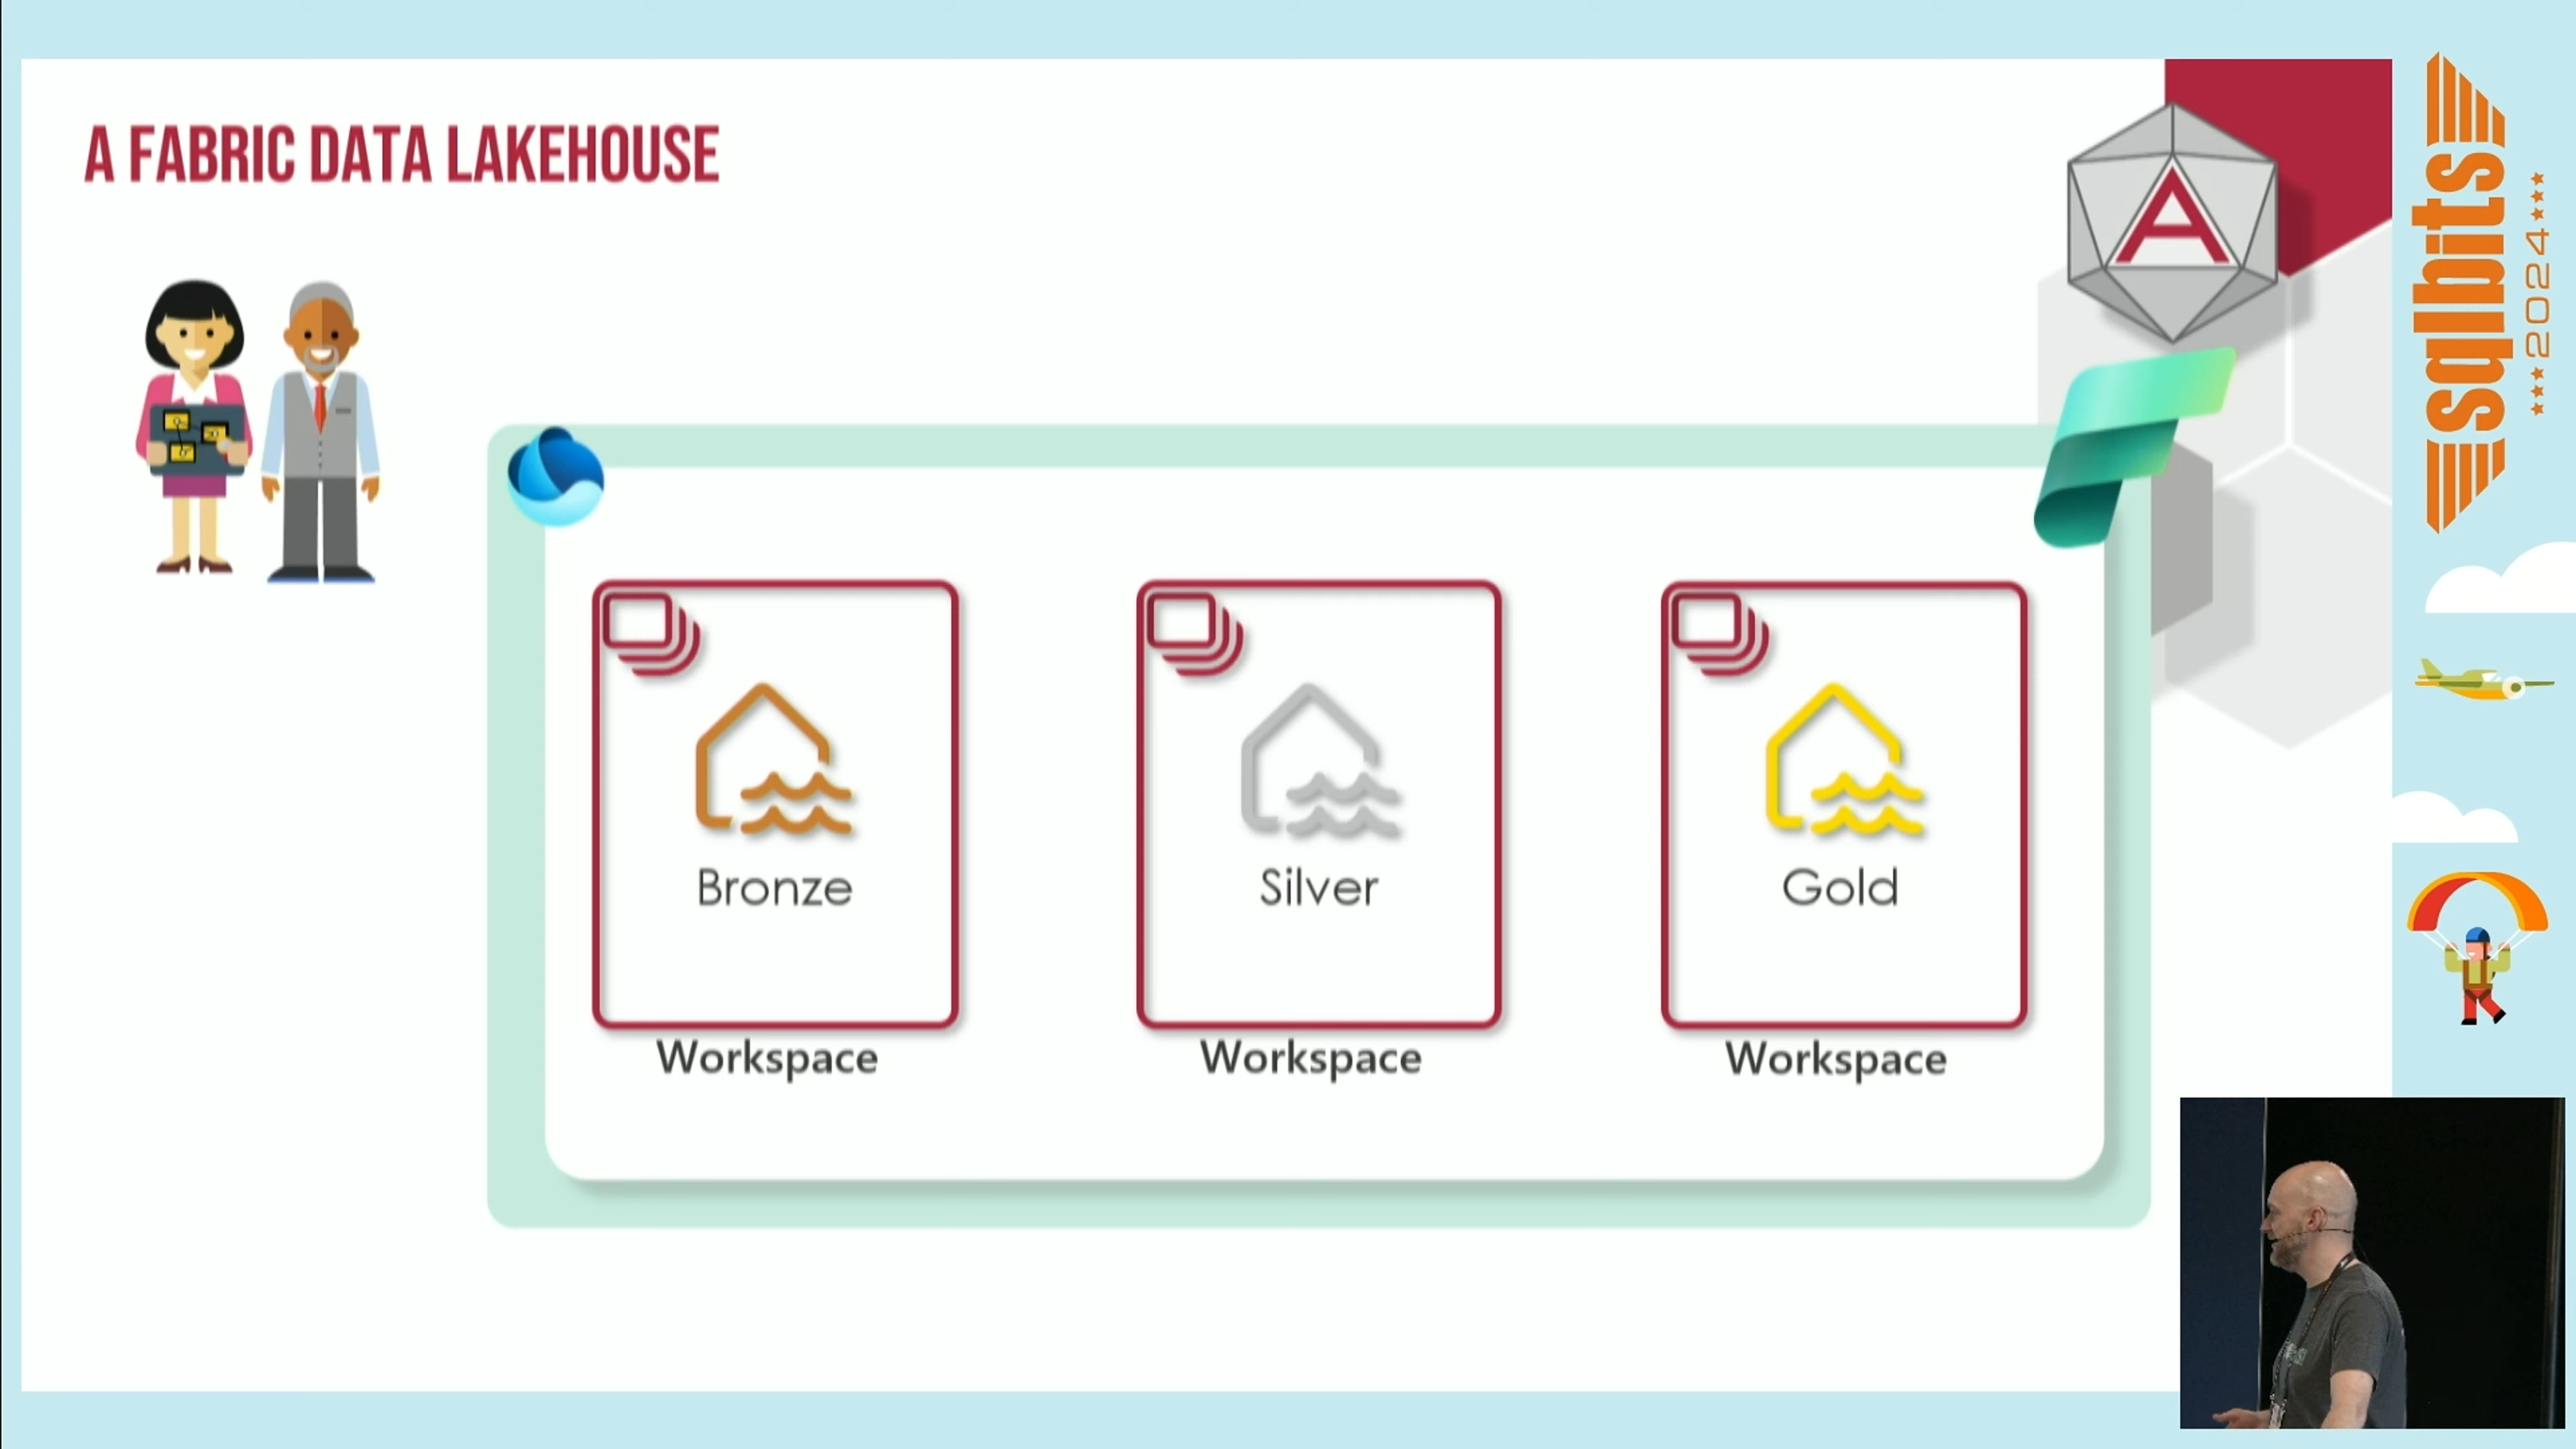 A FABRIC DATA LAKEHOUSE
A
Bronze
Silver
Gold
Workspace
Workspace
Workspace
sqlbits
2024